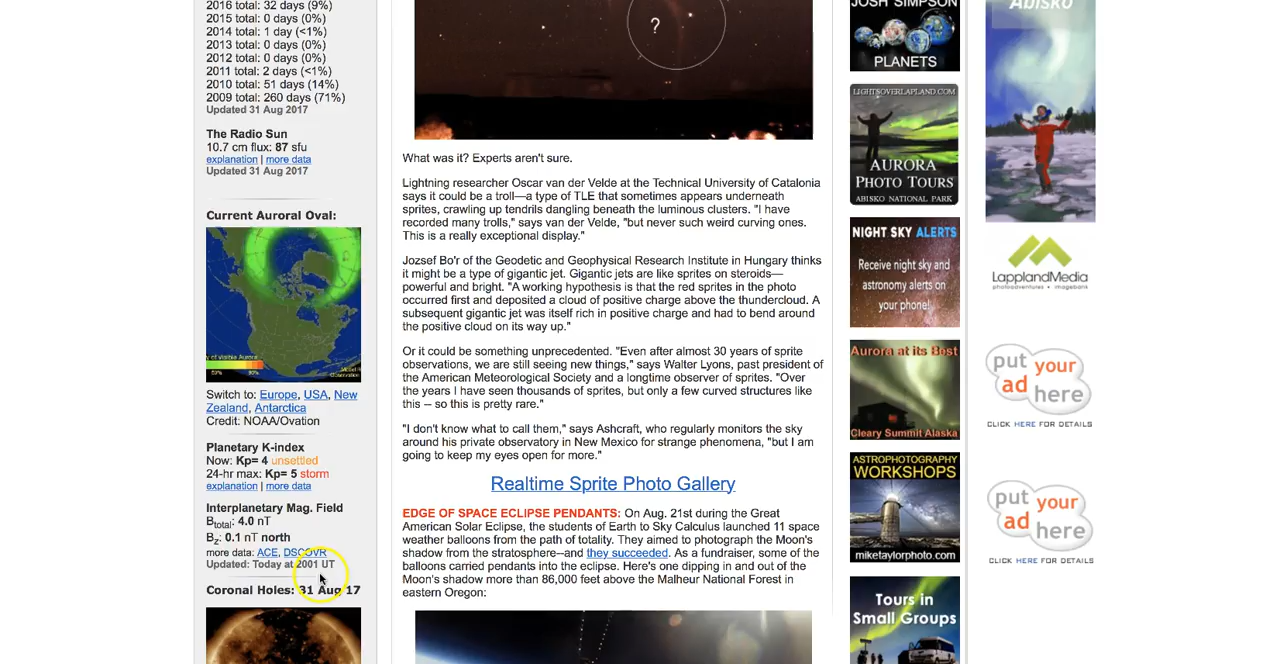 2016 total: 32 days (9%)
2015 total: 0 days (0%)
2014 total: 1 day (<1%)
2013 total: 0 days (0%)
2012 total: 0 days (0%)
2011 total: 2 days (<1%)
2010 total: 51 days (14%)
2009 total: 260 days (71%)
Updated 31 Aug 2017
The Radio Sun
10.7 cm flux: 87 sfu
explanation | more data
Updated 31 Aug 2017
Current Auroral Oval:
Switch to: Europe, USA, New
Zealand, Antarctica
Credit: NOAA/Ovation
Planetary K-index
Now: Kp= 4 unsettled
24-hr max: Kp= 5 storm
explanation | more data
Interplanetary Mag. Field
Btotal: 4.0 nT
Bz: 0.1 nT north
more data: ACE, DSCOVR
Updated: Today at 2001 UT
Coronal Holes: 31 Aug 17
?
What was it? Experts aren't sure.
Lightning researcher Oscar van der Velde at the Technical University of Catalonia
says it could be a troll—a type of TLE that sometimes appears underneath
sprites, crawling up tendrils dangling beneath the luminous clusters. "I have
recorded many trolls," says van der Velde, "but never such weird curving ones.
This is a really exceptional display."
Jozsef Bo'r of the Geodetic and Geophysical Research Institute in Hungary thinks
it might be a type of gigantic jet. Gigantic jets are like sprites on steroids—
powerful and bright. "A working hypothesis is that the red sprites in the photo
occurred first and deposited a cloud of positive charge above the thundercloud. A
subsequent gigantic jet was itself rich in positive charge and had to bend around
the positive cloud on its way up."
Or it could be something unprecedented. "Even after almost 30 years of sprite
observations, we are still seeing new things," says Walter Lyons, past president of
the American Meteorological Society and a longtime observer of sprites. "Over
the years I have seen thousands of sprites, but only a few curved structures like
this – so this is pretty rare."
"I don't know what to call them," says Ashcraft, who regularly monitors the sky
around his private observatory in New Mexico for strange phenomena, "but I am
going to keep my eyes open for more."
Realtime Sprite Photo Gallery
EDGE OF SPACE ECLIPSE PENDANTS: On Aug. 21st during the Great
American Solar Eclipse, the students of Earth to Sky Calculus launched 11 space
weather balloons from the path of totality. They aimed to photograph the Moon's
shadow from the stratosphere--and they succeeded. As a fundraiser, some of the
balloons carried pendants into the eclipse. Here's one dipping in and out of the
Moon's shadow more than 86,000 feet above the Malheur National Forest in
eastern Oregon:
JOSH SIMPSON
PLANETS
LIGHTSOVERLAPLAND.COM
AURORA
PHOTO TOURS
ABISKO NATIONAL PARK
NIGHT SKY ALERTS
Receive night sky and
astronomy alerts on
your phone!
Aurora at its Best
Cleary Summit Alaska
ASTROPHOTOGRAPHY
WORKSHOPS
miketaylorphoto.com
Tours in
Small Groups
Abisko
LapplandMedia
photoadventures • imagebank
put your
ad here
CLICK HERE FOR DETAILS
put your
ad here
CLICK HERE FOR DETAILS